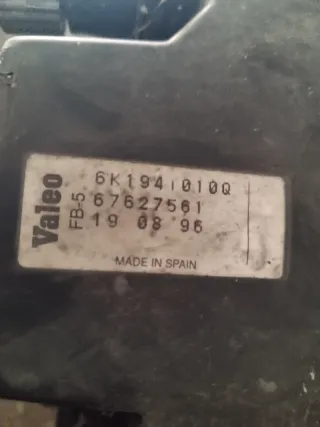 Valeo
FB-5
6K1941010Q
67627561
19 08 96
MADE IN SPAIN